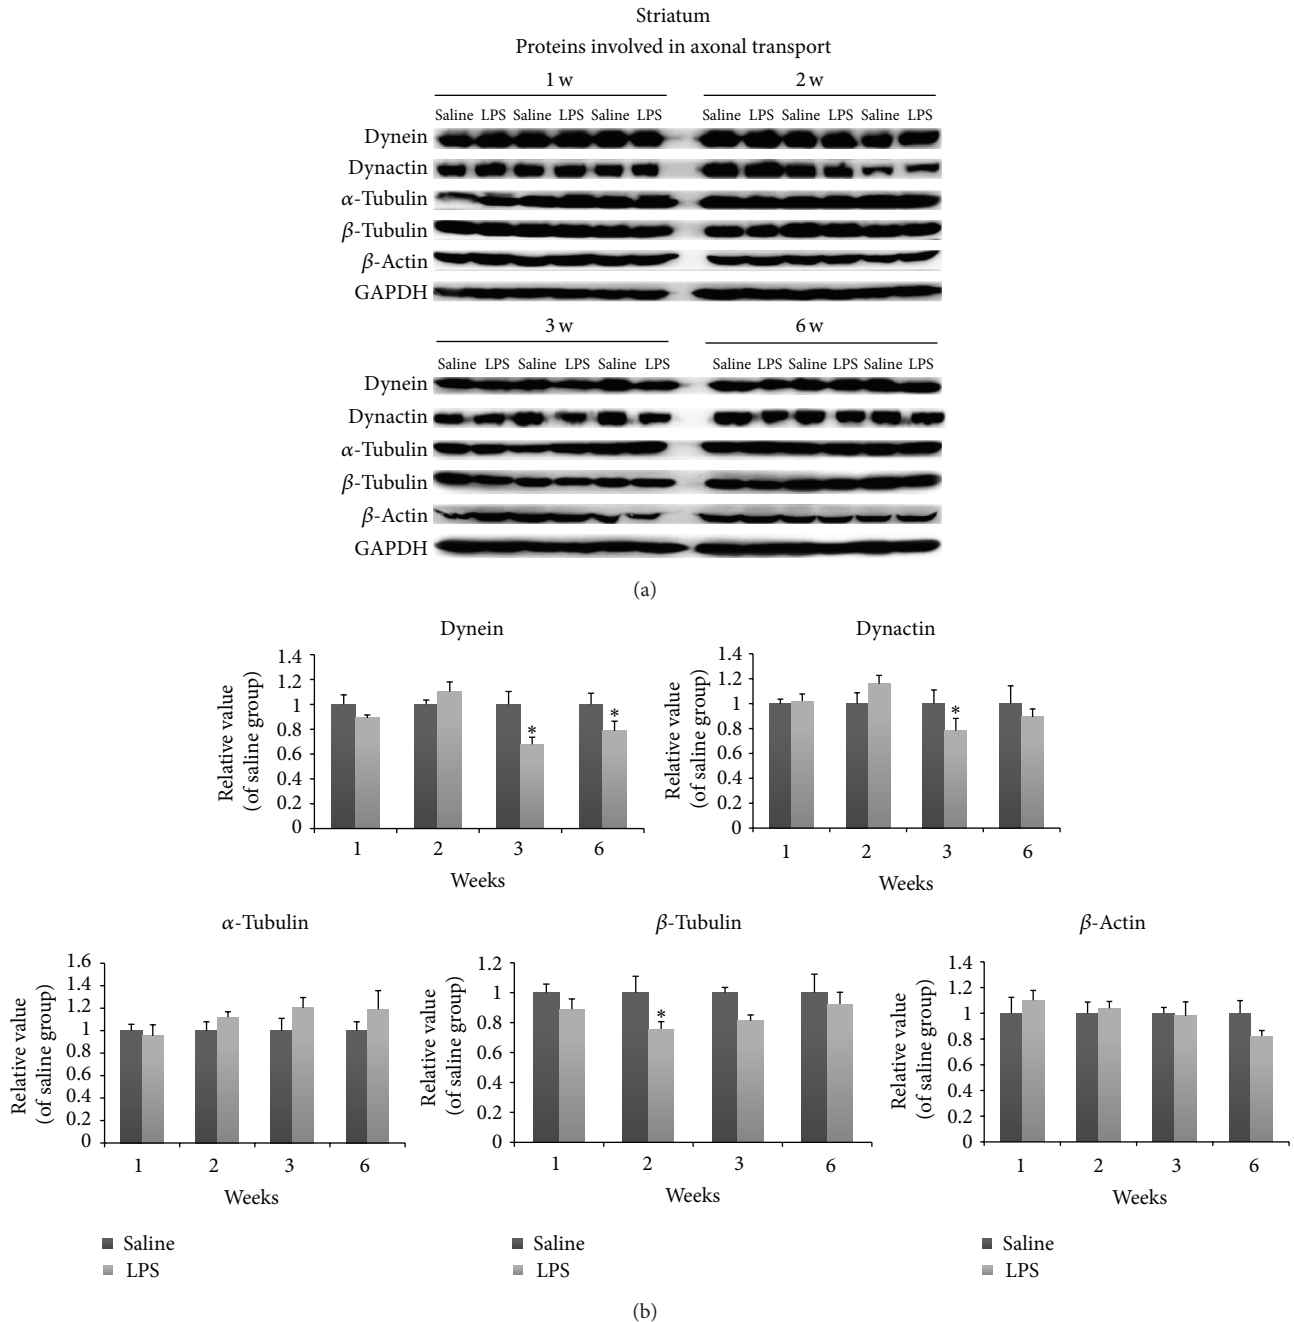 Striatum
Proteins involved in axonal transport
1 w 2 w
Saline LPS Saline LPS Saline LPS Saline LPS Saline LPS Saline LPS
Dynein
Dynactin
α-Tubulin
β-Tubulin
β-Actin
GAPDH
3 w 6 w
Saline LPS Saline LPS Saline LPS Saline LPS Saline LPS Saline LPS
Dynein
Dynactin
α-Tubulin
β-Tubulin
β-Actin
GAPDH
(a)
Dynein
Relative value
(of saline group)
1.4
1.2
1
0.8
0.6
0.4
0.2
0
* *
1 2 3 6
Weeks
Dynactin
Relative value
(of saline group)
1.4
1.2
1
0.8
0.6
0.4
0.2
0
*
1 2 3 6
Weeks
α-Tubulin
Relative value
(of saline group)
1.6
1.4
1.2
1
0.8
0.6
0.4
0.2
0
1 2 3 6
Weeks
Saline
LPS
β-Tubulin
Relative value
(of saline group)
1.2
1
0.8
0.6
0.4
0.2
0
*
1 2 3 6
Weeks
Saline
LPS
β-Actin
Relative value
(of saline group)
1.4
1.2
1
0.8
0.6
0.4
0.2
0
1 2 3 6
Weeks
Saline
LPS
(b)